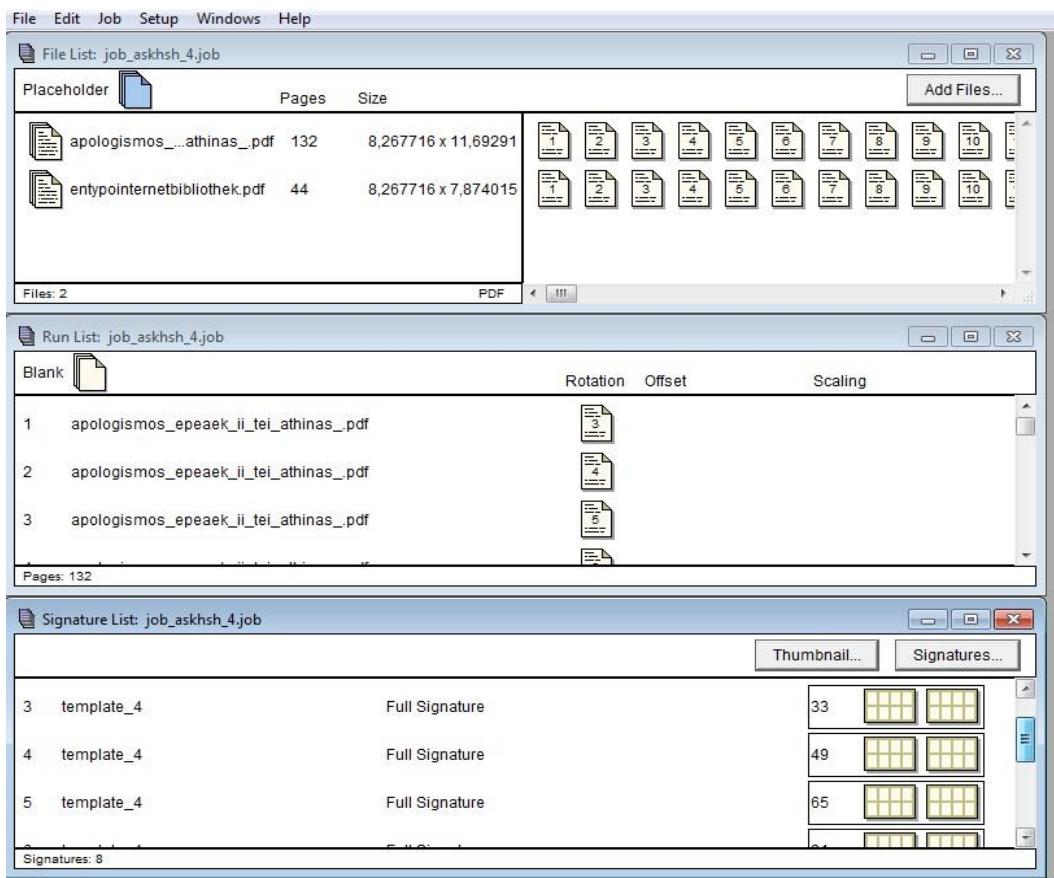 File Edit Job Setup Windows Help
File List: job_askhsh_4.job
Placeholder Pages Size Add Files...
apologismos_...athinas_.pdf 132 8,267716 x 11,69291 1 2 3 4 5 6 7 8 9 10
entypointernetbibliothek.pdf 44 8,267716 x 7,874015 1 2 3 4 5 6 7 8 9 10
Files: 2 PDF
Run List: job_askhsh_4.job
Blank Rotation Offset Scaling
1 apologismos_epeaek_ii_tei_athinas_.pdf 3
2 apologismos_epeaek_ii_tei_athinas_.pdf 4
3 apologismos_epeaek_ii_tei_athinas_.pdf 5
Pages: 132
Signature List: job_askhsh_4.job
Thumbnail... Signatures...
3 template_4 Full Signature 33
4 template_4 Full Signature 49
5 template_4 Full Signature 65
Signatures: 8